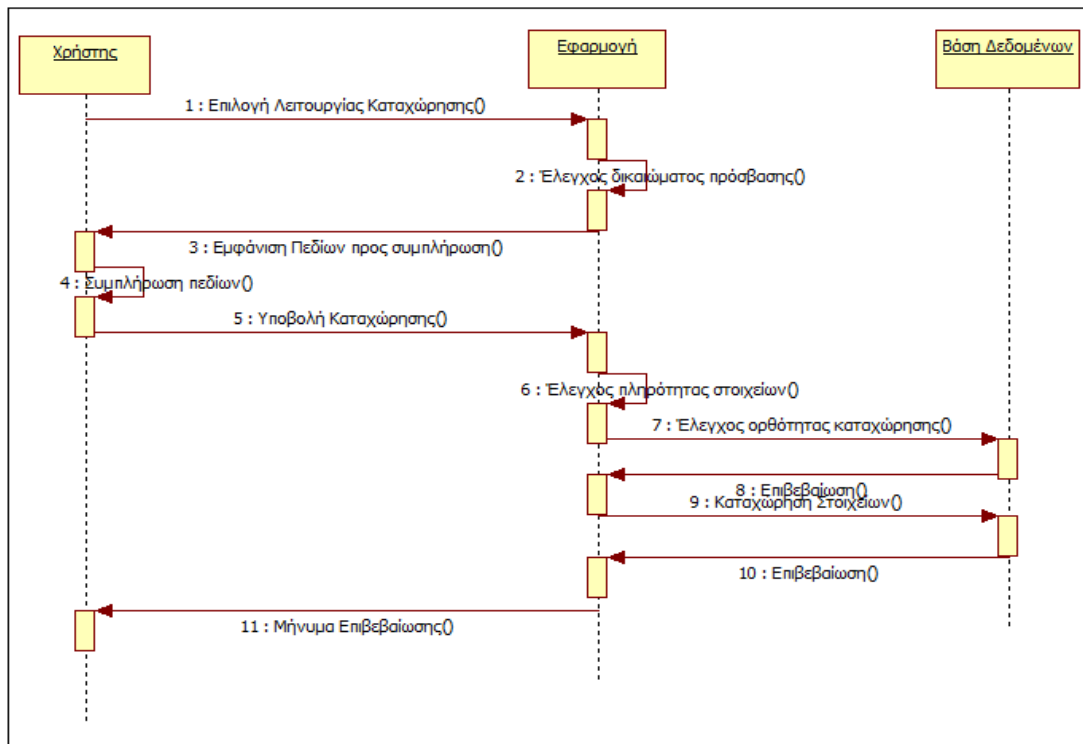 Χρήστης
Εφαρμογή
Βάση Δεδομένων
1 : Επιλογή Λειτουργίας Καταχώρησης()
2 : Έλεγχος δικαιώματος πρόσβασης()
3 : Εμφάνιση Πεδίων προς συμπλήρωση()
4 : Συμπλήρωση πεδίων()
5 : Υποβολή Καταχώρησης()
6 : Έλεγχος πληρότητας στοιχείων()
7 : Έλεγχος ορθότητας καταχώρησης()
8 : Επιβεβαίωση()
9 : Καταχώρηση Στοιχείων()
10 : Επιβεβαίωση()
11 : Μήνυμα Επιβεβαίωσης()